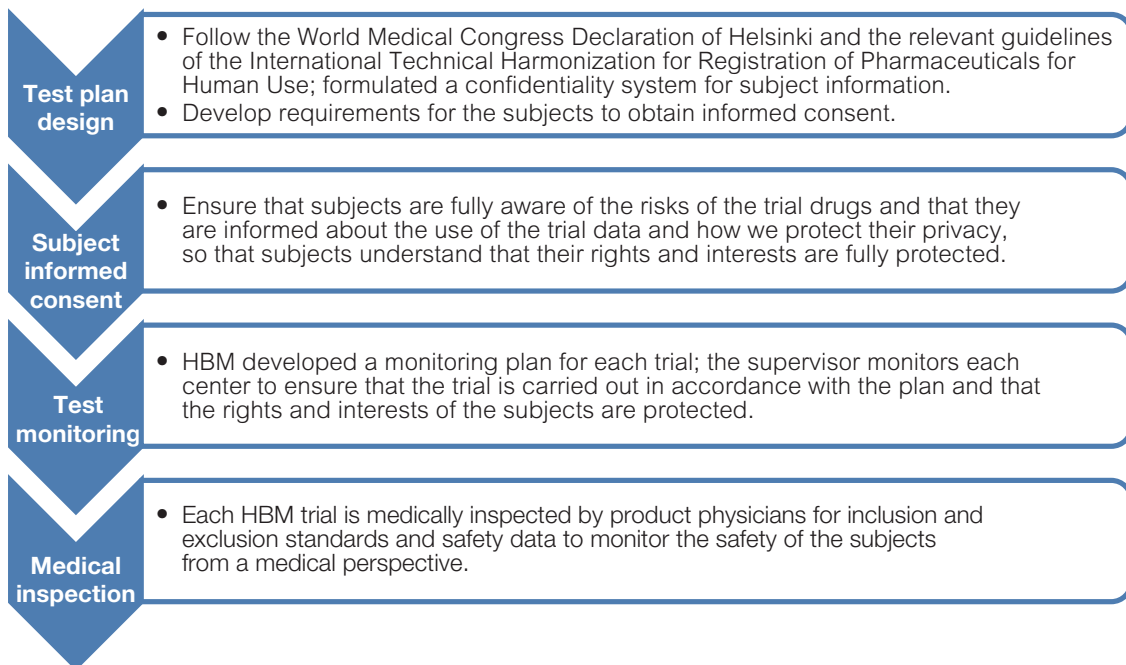 Test plan
design
• Follow the World Medical Congress Declaration of Helsinki and the relevant guidelines
of the International Technical Harmonization for Registration of Pharmaceuticals for
Human Use; formulated a confidentiality system for subject information.
• Develop requirements for the subjects to obtain informed consent.
Subject
informed
consent
• Ensure that subjects are fully aware of the risks of the trial drugs and that they
are informed about the use of the trial data and how we protect their privacy,
so that subjects understand that their rights and interests are fully protected.
Test
monitoring
• HBM developed a monitoring plan for each trial; the supervisor monitors each
center to ensure that the trial is carried out in accordance with the plan and that
the rights and interests of the subjects are protected.
Medical
inspection
• Each HBM trial is medically inspected by product physicians for inclusion and
exclusion standards and safety data to monitor the safety of the subjects
from a medical perspective.